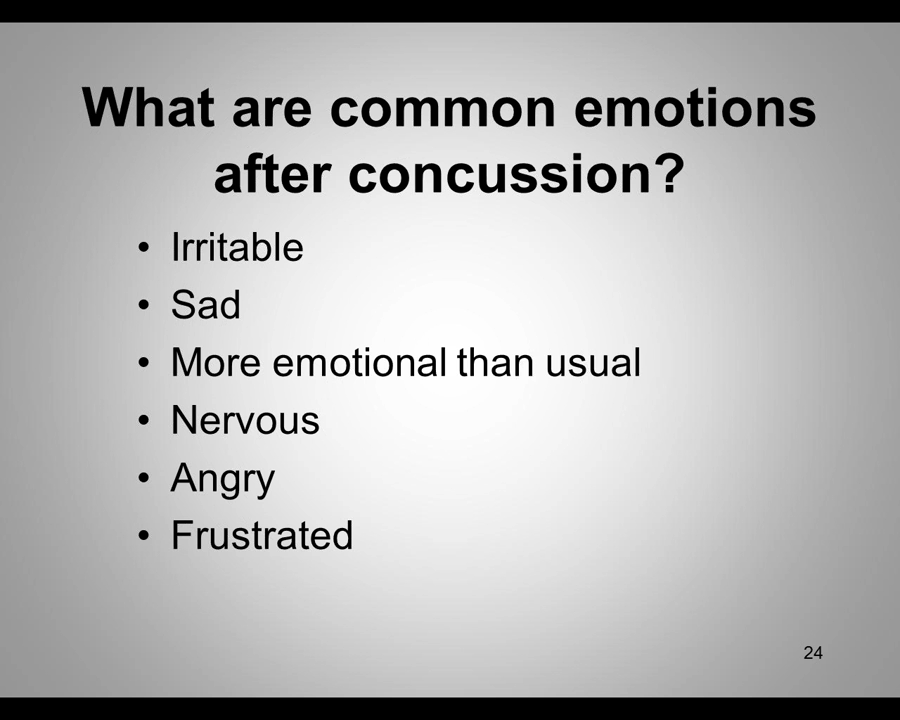 What are common emotions
after concussion?
• Irritable
• Sad
• More emotional than usual
• Nervous
• Angry
• Frustrated
24